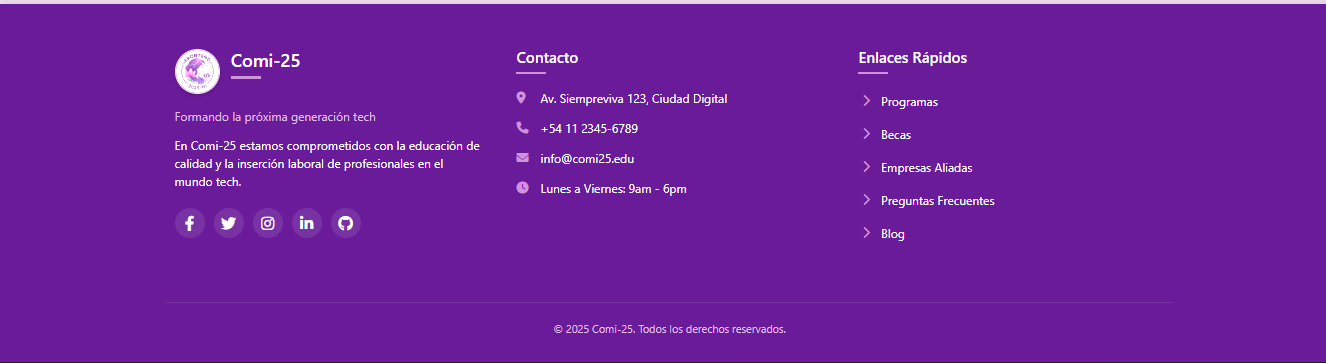 Comi-25
Formando la próxima generación tech
En Comi-25 estamos comprometidos con la educación de
calidad y la inserción laboral de profesionales en el
mundo tech.
Contacto
Av. Siempreviva 123, Ciudad Digital
+54 11 2345-6789
info@comi25.edu
Lunes a Viernes: 9am - 6pm
Enlaces Rápidos
Programas
Becas
Empresas Aliadas
Preguntas Frecuentes
Blog
© 2025 Comi-25. Todos los derechos reservados.